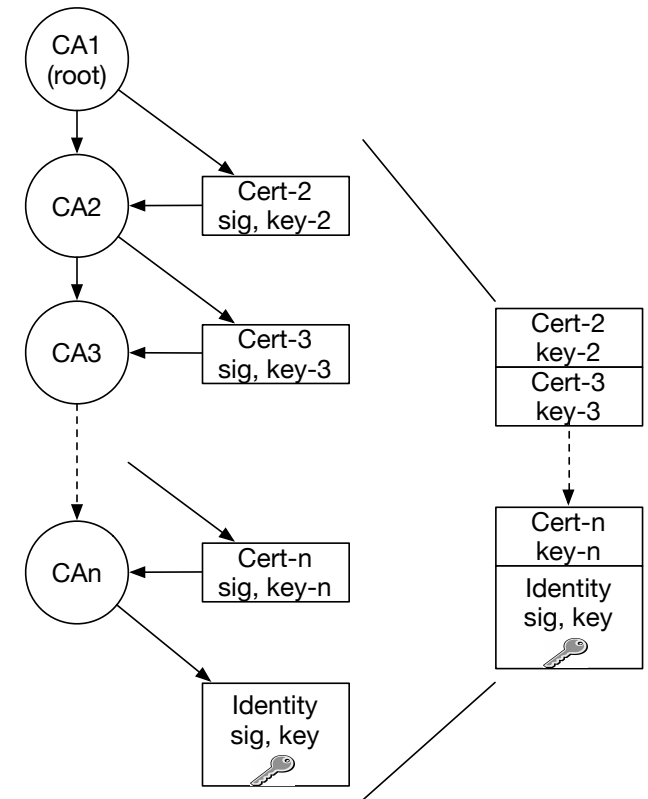 CA1
(root)
CA2
Cert-2
sig, key-2
CA3
Cert-3
sig, key-3
CAn
Cert-n
sig, key-n
Identity
sig, key
Cert-2
key-2
Cert-3
key-3
Cert-n
key-n
Identity
sig, key